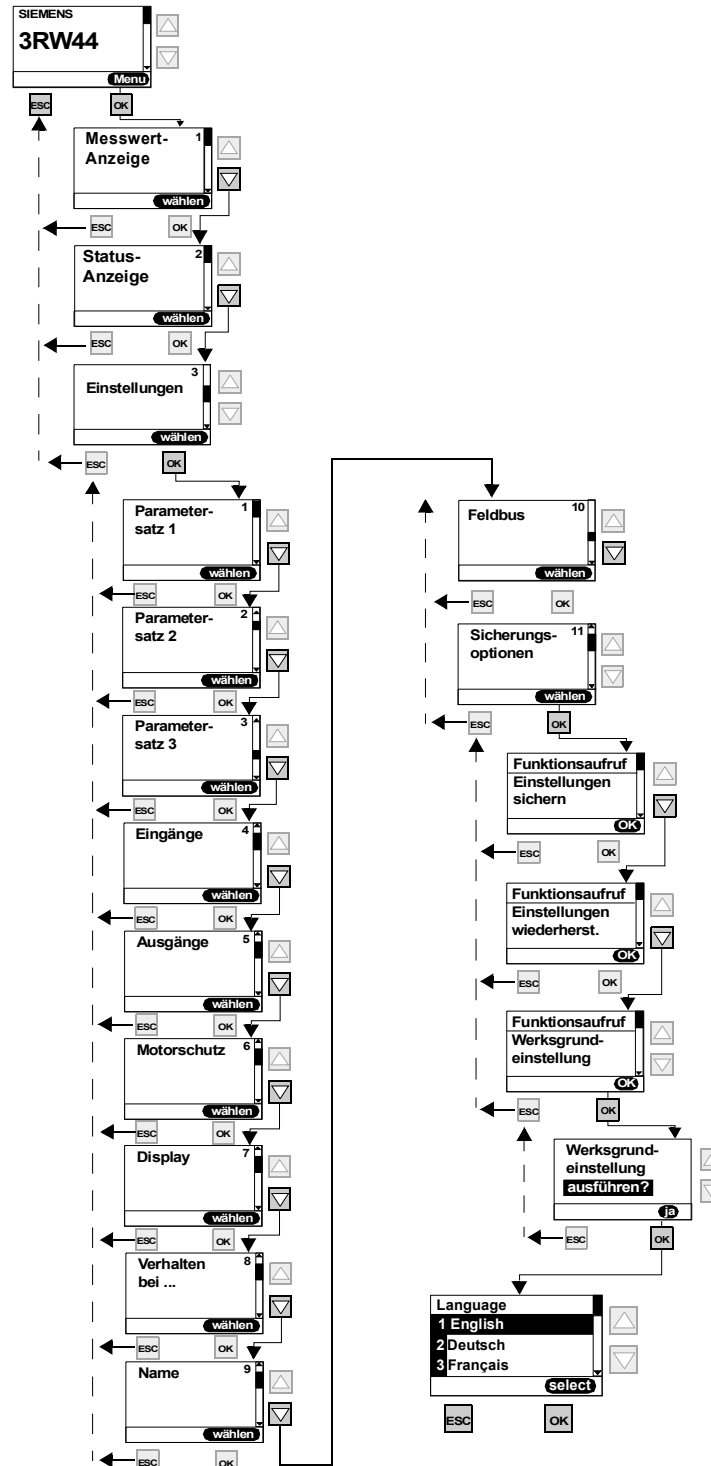 SIEMENS
3RW44
Menu
ESC
OK
Messwert-
Anzeige
1
wählen
ESC
OK
Status-
Anzeige
2
wählen
ESC
OK
Einstellungen
3
wählen
ESC
OK
Parameter-
satz 1
1
wählen
ESC
OK
Parameter-
satz 2
2
wählen
ESC
OK
Parameter-
satz 3
3
wählen
ESC
OK
Eingänge
4
wählen
ESC
OK
Ausgänge
5
wählen
ESC
OK
Motorschutz
6
wählen
ESC
OK
Display
7
wählen
ESC
OK
Verhalten
bei ...
8
wählen
ESC
OK
Name
9
wählen
ESC
OK
Feldbus
10
wählen
ESC
OK
Sicherungs-
optionen
11
wählen
ESC
OK
Funktionsaufruf
Einstellungen
sichern
OK
ESC
OK
Funktionsaufruf
Einstellungen
wiederherst.
OK
ESC
OK
Funktionsaufruf
Werksgrund-
einstellung
OK
ESC
OK
Werksgrund-
einstellung
ausführen?
ja
ESC
OK
Language
1 English
2 Deutsch
3 Français
select
ESC
OK